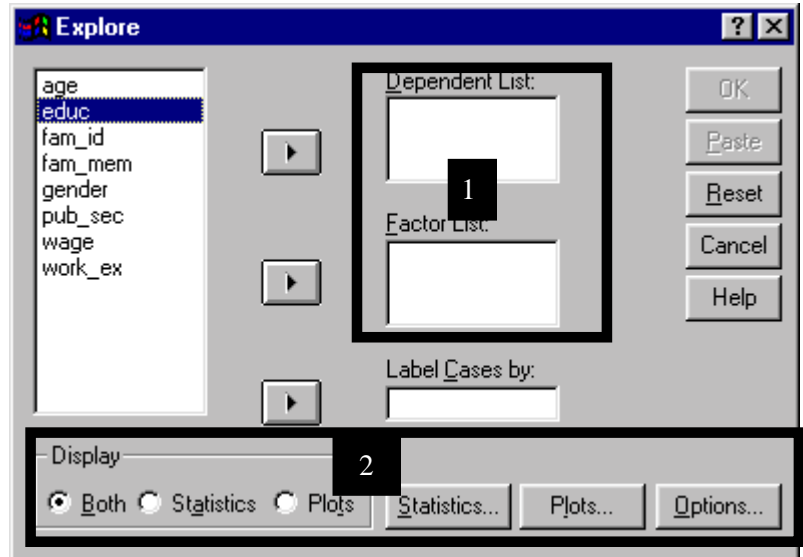 Explore
age
educ
fam_id
fam_mem
gender
pub_sec
wage
work_ex
Dependent List:
1
Factor List:
Label Cases by:
OK
Paste
Reset
Cancel
Help
Display
2
Both Statistics Plots
Statistics... Plots... Options...